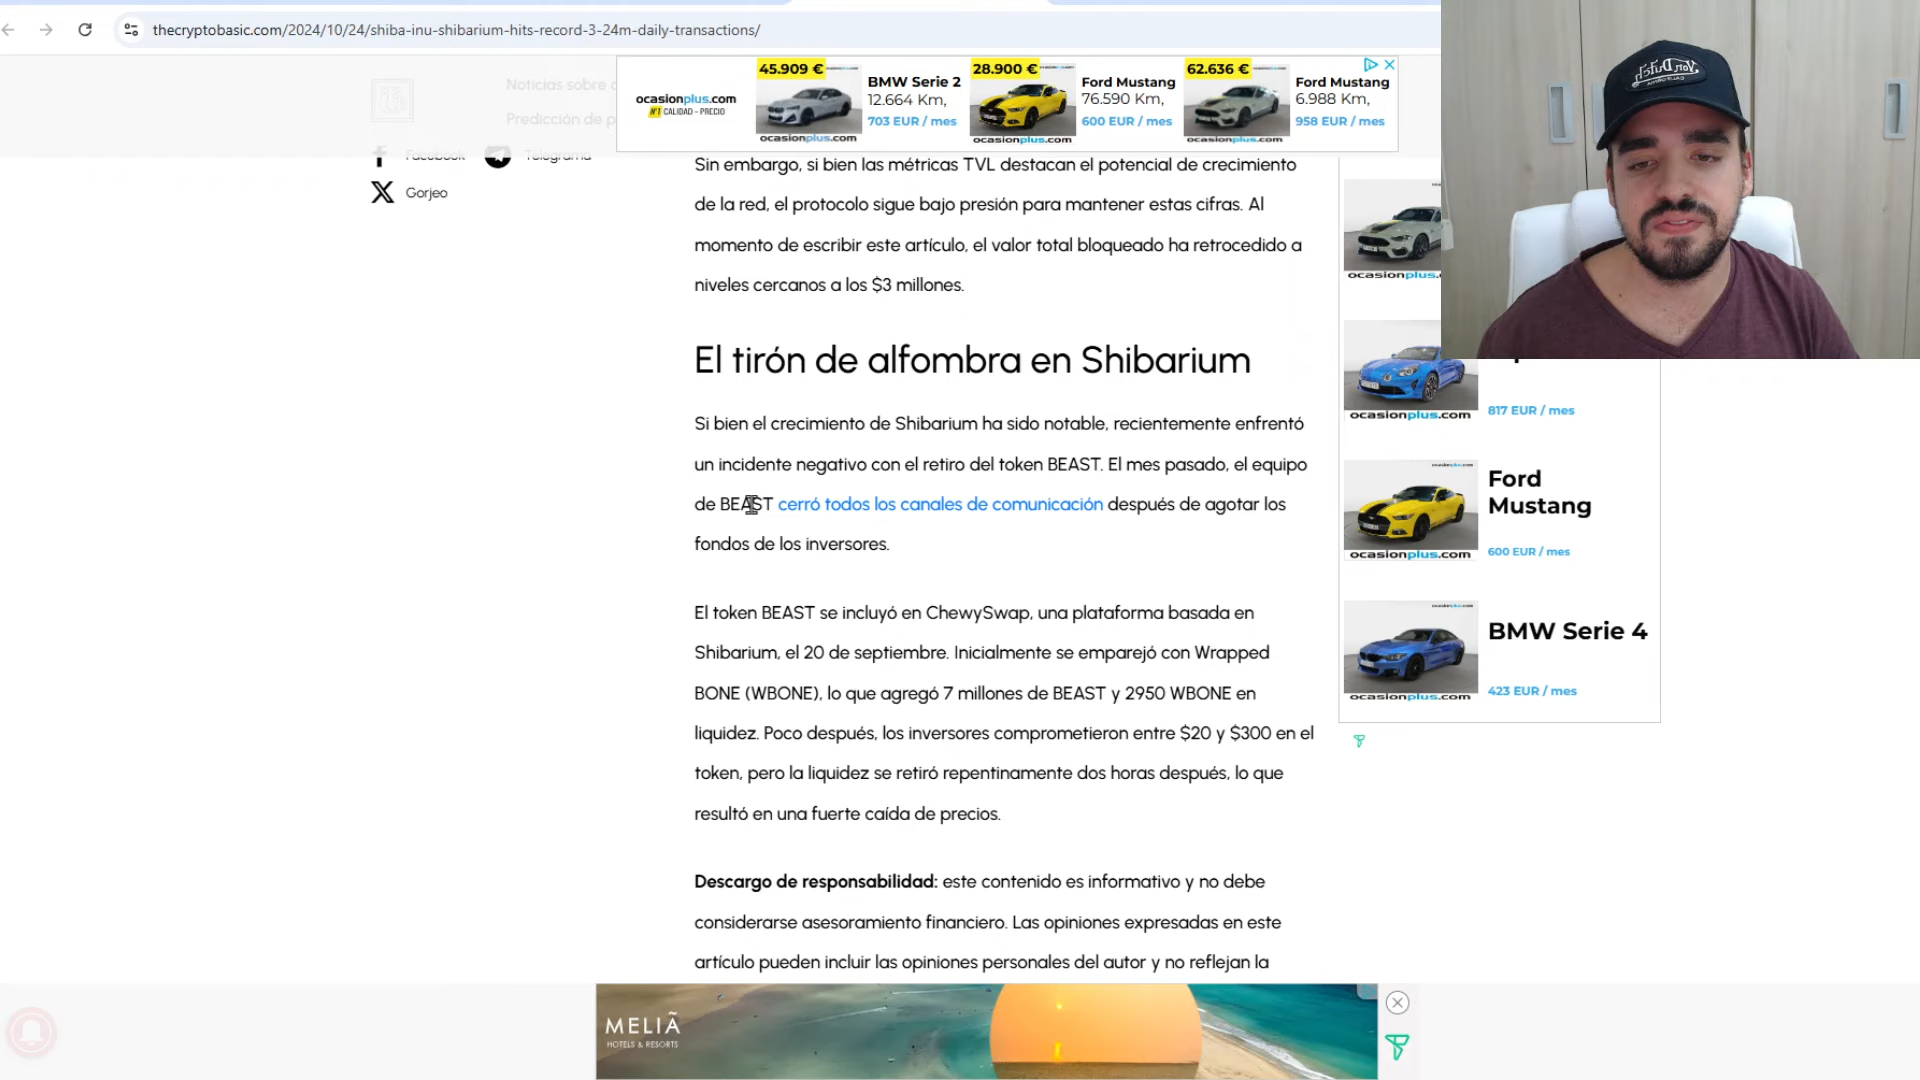 thecryptobasic.com/2024/10/24/shiba-inu-shibarium-hits-record-3-24m-daily-transactions/
Noticias sobre c
Predicción de p
Facebook
Telegrama
Gorjeo
ocasionplus.com
Nº1 CALIDAD - PRECIO
45.909 €
BMW Serie 2
12.664 Km,
703 EUR / mes
ocasionplus.com
28.900 €
Ford Mustang
76.590 Km,
600 EUR / mes
ocasionplus.com
62.636 €
Ford Mustang
6.988 Km,
958 EUR / mes
ocasionplus.com
Von Dutch
Sin embargo, si bien las métricas TVL destacan el potencial de crecimiento
de la red, el protocolo sigue bajo presión para mantener estas cifras. Al
momento de escribir este artículo, el valor total bloqueado ha retrocedido a
niveles cercanos a los $3 millones.
El tirón de alfombra en Shibarium
Si bien el crecimiento de Shibarium ha sido notable, recientemente enfrentó
un incidente negativo con el retiro del token BEAST. El mes pasado, el equipo
de BEAST cerró todos los canales de comunicación después de agotar los
fondos de los inversores.
El token BEAST se incluyó en ChewySwap, una plataforma basada en
Shibarium, el 20 de septiembre. Inicialmente se emparejó con Wrapped
BONE (WBONE), lo que agregó 7 millones de BEAST y 2950 WBONE en
liquidez. Poco después, los inversores comprometieron entre $20 y $300 en el
token, pero la liquidez se retiró repentinamente dos horas después, lo que
resultó en una fuerte caída de precios.
Descargo de responsabilidad: este contenido es informativo y no debe
considerarse asesoramiento financiero. Las opiniones expresadas en este
artículo pueden incluir las opiniones personales del autor y no reflejan la
ocasionplus.
817 EUR / mes
ocasionplus.com
ocasionplus.com
Ford
Mustang
600 EUR / mes
ocasionplus.com
ocasionplus.com
BMW Serie 4
423 EUR / mes
ocasionplus.com
MELIÃ
HOTELS & RESORTS